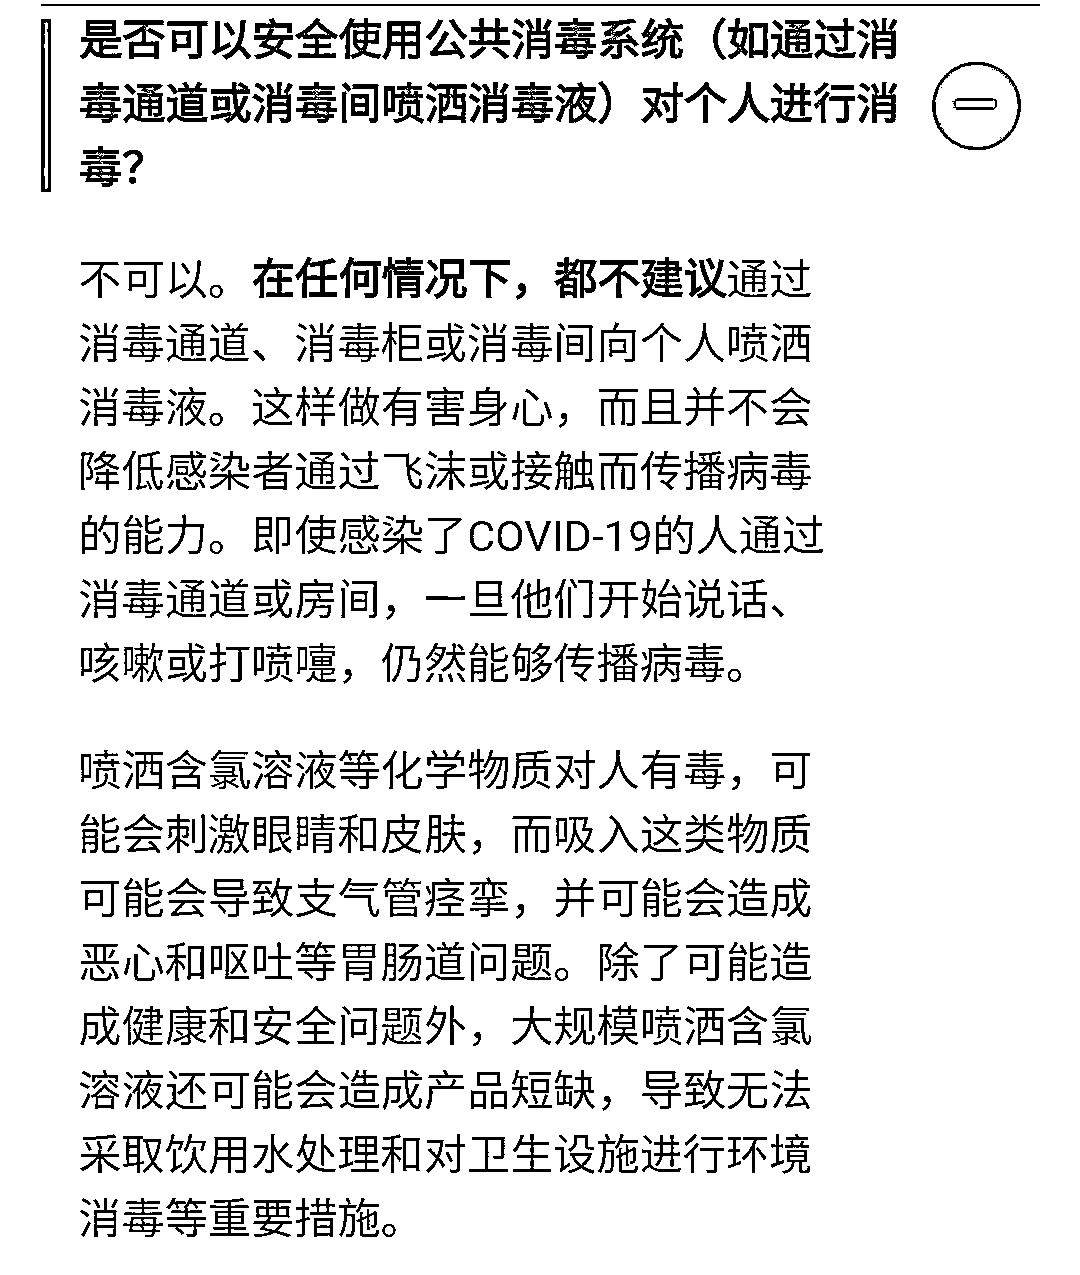 是否可以安全使用公共消毒系统（如通过消
毒通道或消毒间喷洒消毒液）对个人进行消
毒？
不可以。在任何情况下，都不建议通过
消毒通道、消毒柜或消毒间向个人喷洒
消毒液。这样做有害身心，而且并不会
降低感染者通过飞沫或接触而传播病毒
的能力。即使感染了COVID-19的人通过
消毒通道或房间，一旦他们开始说话、
咳嗽或打喷嚏，仍然能够传播病毒。
喷洒含氯溶液等化学物质对人有毒，可
能会刺激眼睛和皮肤，而吸入这类物质
可能会导致支气管痉挛，并可能会造成
恶心和呕吐等胃肠道问题。除了可能造
成健康和安全问题外，大规模喷洒含氯
溶液还可能会造成产品短缺，导致无法
采取饮用水处理和对卫生设施进行环境
消毒等重要措施。